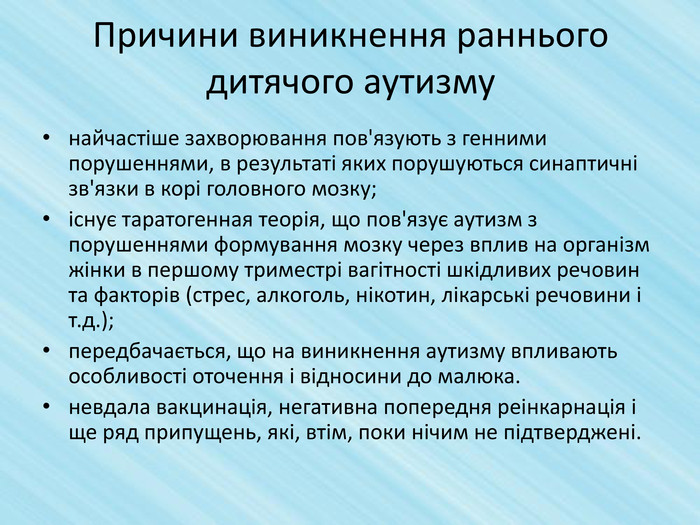 Причини виникнення раннього
дитячого аутизму
• найчастіше захворювання пов'язують з генними
порушеннями, в результаті яких порушуються синаптичні
зв'язки в корі головного мозку;
• існує таратогенная теорія, що пов'язує аутизм з
порушеннями формування мозку через вплив на організм
жінки в першому триместрі вагітності шкідливих речовин
та факторів (стрес, алкоголь, нікотин, лікарські речовини і
т.д.);
• передбачається, що на виникнення аутизму впливають
особливості оточення і відносини до малюка.
• невдала вакцинація, негативна попередня реінкарнація і
ще ряд припущень, які, втім, поки нічим не підтверджені.